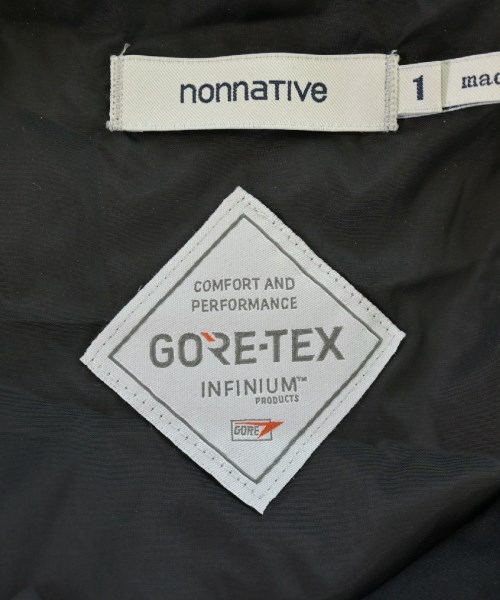 nonnative
1
COMFORT AND
PERFORMANCE
GORE-TEX
INFINIUM™
PRODUCTS
GORE